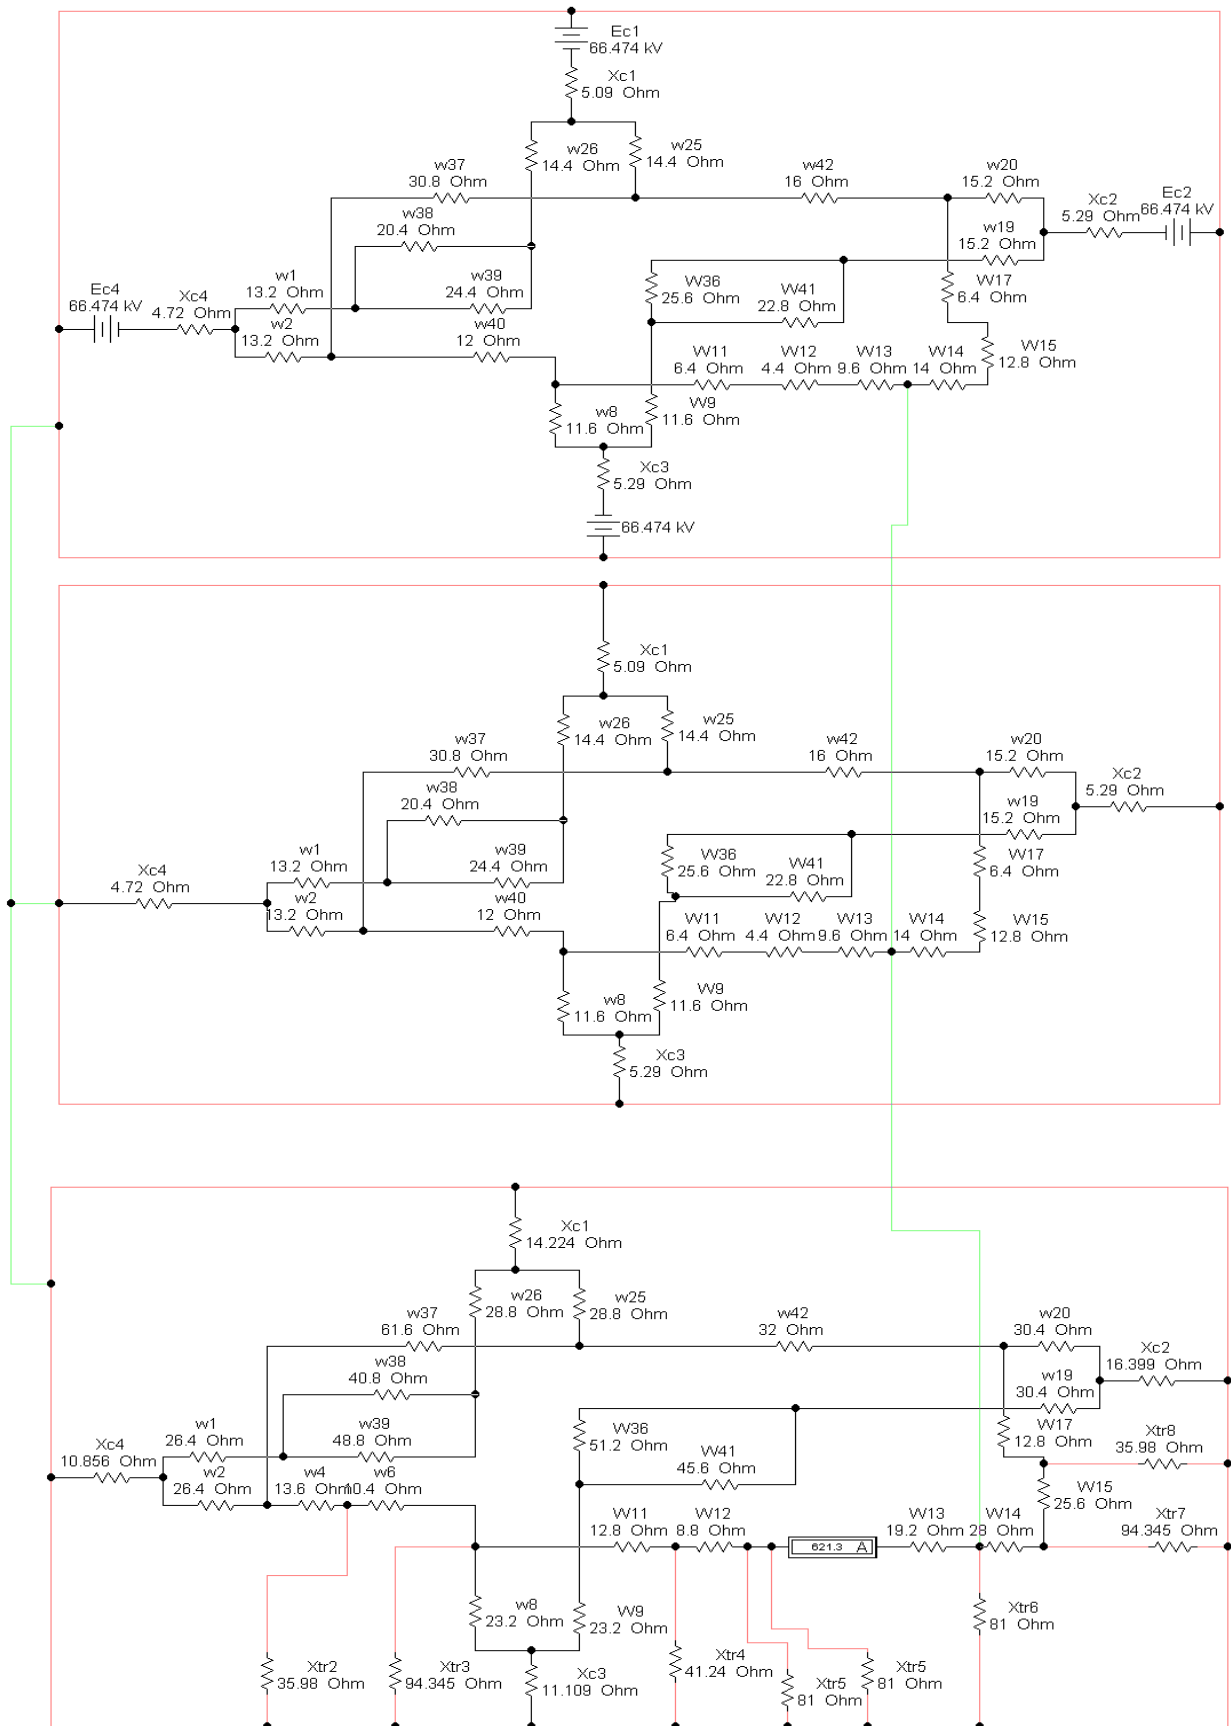 Ec1
66.474 kV
Xc1
5.09 Ohm
w26
14.4 Ohm
w25
14.4 Ohm
w37
30.8 Ohm
w42
16 Ohm
w20
15.2 Ohm
Xc2
5.29 Ohm
Ec2
66.474 kV
w38
20.4 Ohm
w19
15.2 Ohm
Ec4
66.474 kV
Xc4
4.72 Ohm
w1
13.2 Ohm
w39
24.4 Ohm
W36
25.6 Ohm
W41
22.8 Ohm
W17
6.4 Ohm
w2
13.2 Ohm
w40
12 Ohm
W11
6.4 Ohm
W12
4.4 Ohm
W13
9.6 Ohm
W14
14 Ohm
W15
12.8 Ohm
w8
11.6 Ohm
W9
11.6 Ohm
Xc3
5.29 Ohm
66.474 kV
Xc1
5.09 Ohm
w26
14.4 Ohm
w25
14.4 Ohm
w37
30.8 Ohm
w42
16 Ohm
w20
15.2 Ohm
Xc2
5.29 Ohm
w38
20.4 Ohm
w19
15.2 Ohm
Xc4
4.72 Ohm
w1
13.2 Ohm
w39
24.4 Ohm
W36
25.6 Ohm
W41
22.8 Ohm
W17
6.4 Ohm
w2
13.2 Ohm
w40
12 Ohm
W11
6.4 Ohm
W12
4.4 Ohm
W13
9.6 Ohm
W14
14 Ohm
W15
12.8 Ohm
w8
11.6 Ohm
W9
11.6 Ohm
Xc3
5.29 Ohm
Xc1
14.224 Ohm
w26
28.8 Ohm
w25
28.8 Ohm
w37
61.6 Ohm
w42
32 Ohm
w20
30.4 Ohm
Xc2
16.399 Ohm
w38
40.8 Ohm
w19
30.4 Ohm
Xc4
10.856 Ohm
w1
26.4 Ohm
w39
48.8 Ohm
W36
51.2 Ohm
W41
45.6 Ohm
W17
12.8 Ohm
Xtr8
35.98 Ohm
w2
26.4 Ohm
w4
13.6 Ohm
w6
10.4 Ohm
W15
25.6 Ohm
W11
12.8 Ohm
W12
8.8 Ohm
621.3 A
W13
19.2 Ohm
W14
28 Ohm
Xtr7
94.345 Ohm
w8
23.2 Ohm
W9
23.2 Ohm
Xtr6
81 Ohm
Xtr2
35.98 Ohm
Xtr3
94.345 Ohm
Xc3
11.109 Ohm
Xtr4
41.24 Ohm
Xtr5
81 Ohm
Xtr5
81 Ohm